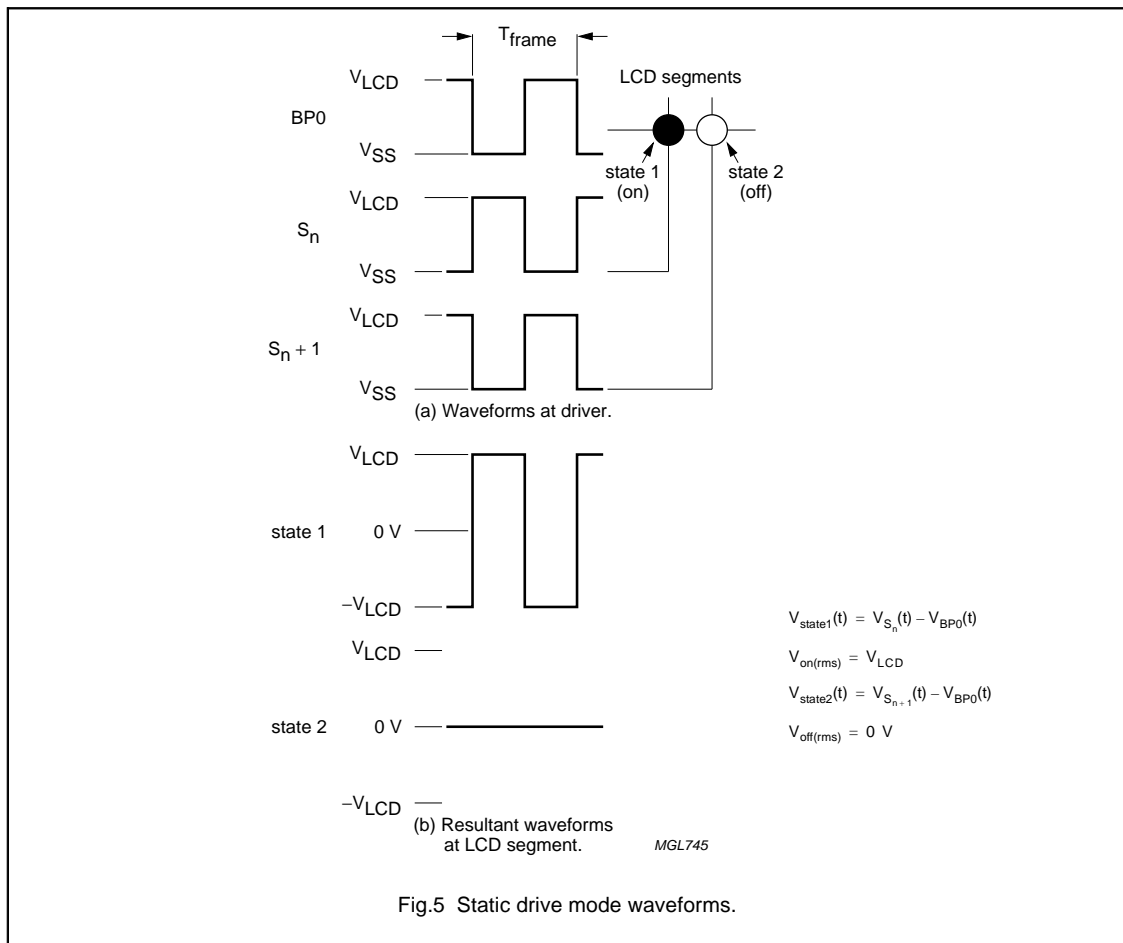 T_frame
V_LCD
BP0
V_SS
LCD segments
state 1
(on)
state 2
(off)
V_LCD
S_n
V_SS
V_LCD
S_n + 1
V_SS
(a) Waveforms at driver.
V_LCD
state 1 0 V
−V_LCD
V_LCD
state 2 0 V
−V_LCD
V_state1(t) = V_S_n(t) − V_BP0(t)
V_on(rms) = V_LCD
V_state2(t) = V_S_n+1(t) − V_BP0(t)
V_off(rms) = 0 V
(b) Resultant waveforms
at LCD segment.
MGL745
Fig.5 Static drive mode waveforms.